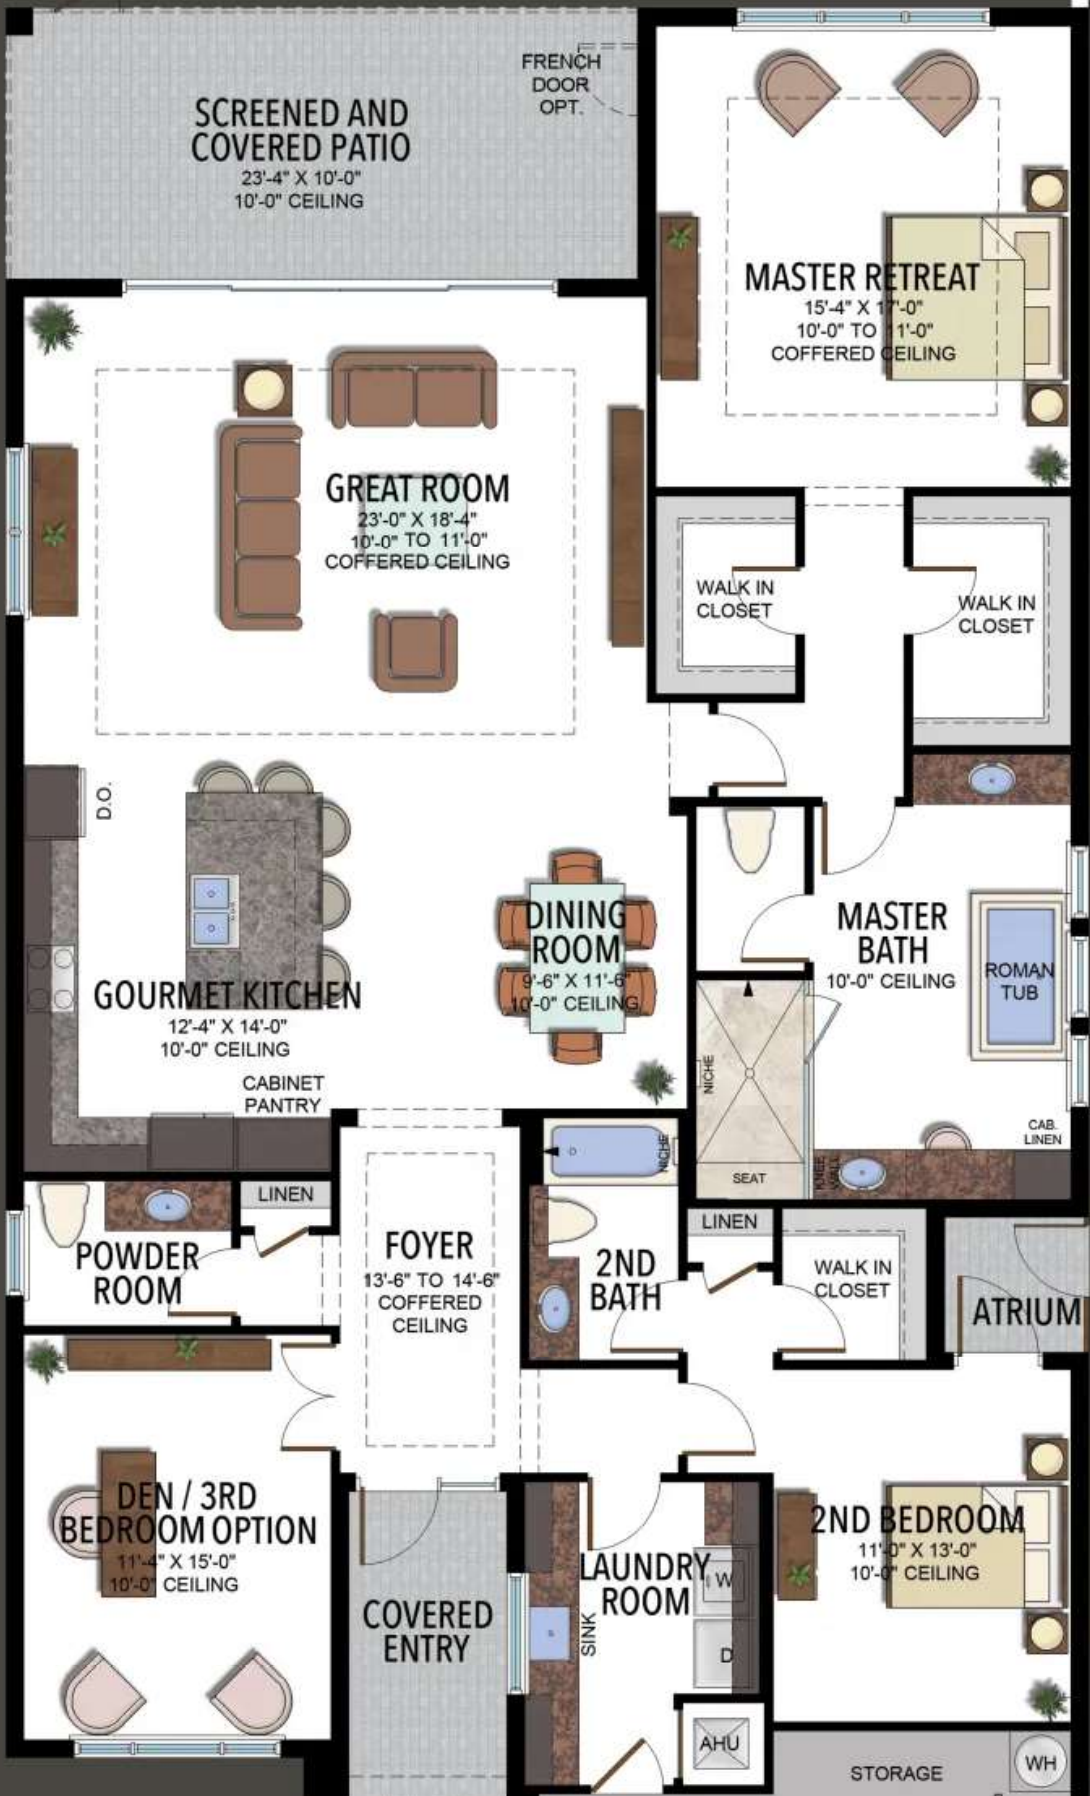 FRENCH
DOOR
OPT.
SCREENED AND
COVERED PATIO
23'-4" X 10'-0"
10'-0" CEILING
MASTER RETREAT
15'-4" X 17'-0"
10'-0" TO 11'-0"
COFFERED CEILING
GREAT ROOM
23'-0" X 18'-4"
10'-0" TO 11'-0"
COFFERED CEILING
WALK IN
CLOSET
WALK IN
CLOSET
D.O.
DINING
ROOM
9'-6" X 11'-6"
10'-0" CEILING
MASTER
BATH
10'-0" CEILING
ROMAN
TUB
GOURMET KITCHEN
12'-4" X 14'-0"
10'-0" CEILING
CABINET
PANTRY
NICHE
SEAT
KNEE
WALL
CAB.
LINEN
NICHE
LINEN
POWDER
ROOM
FOYER
13'-6" TO 14'-6"
COFFERED
CEILING
2ND
BATH
LINEN
WALK IN
CLOSET
ATRIUM
DEN / 3RD
BEDROOM OPTION
11'-4" X 15'-0"
10'-0" CEILING
COVERED
ENTRY
LAUNDRY
ROOM
SINK
W
D
2ND BEDROOM
11'-0" X 13'-0"
10'-0" CEILING
AHU
STORAGE
WH